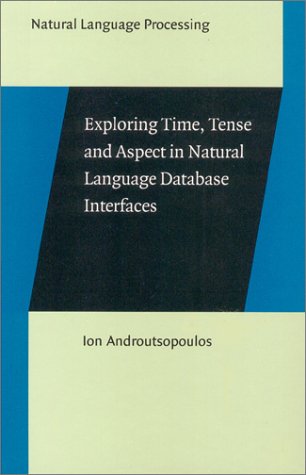 Natural Language Processing
Exploring Time, Tense
and Aspect in Natural
Language Database
Interfaces
Ion Androutsopoulos